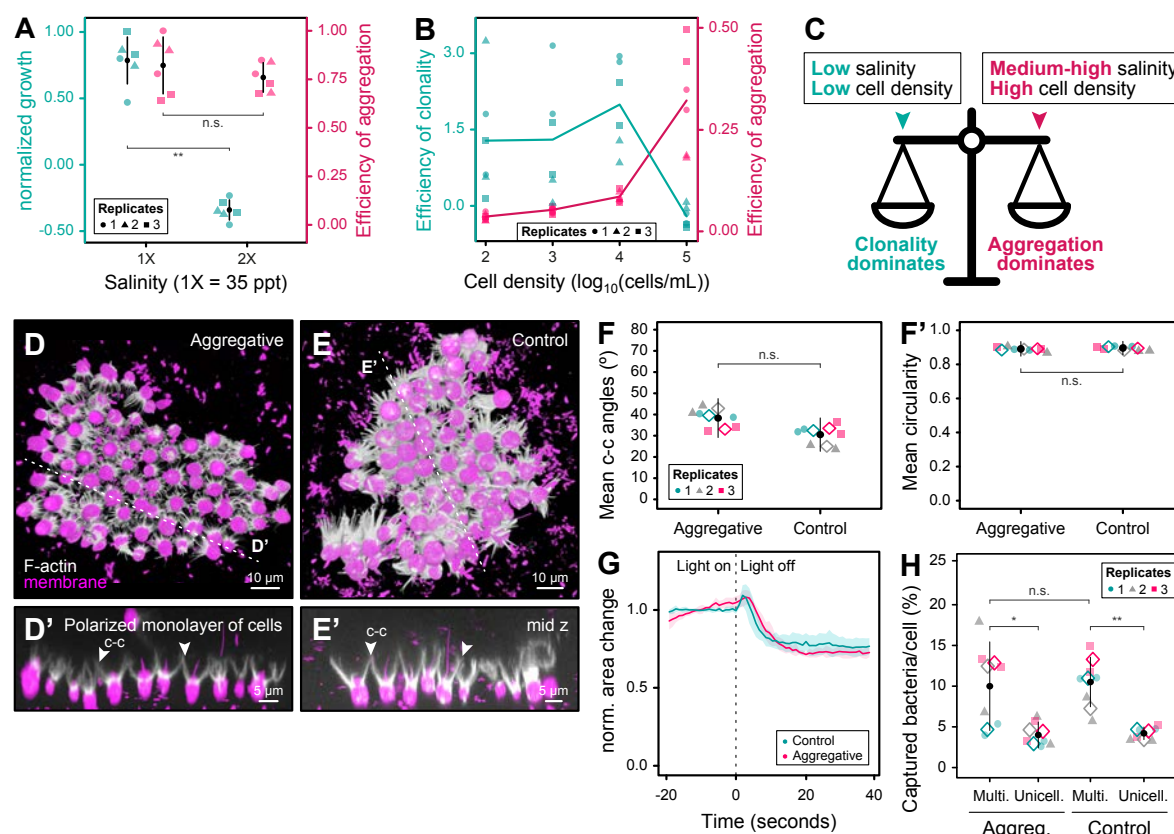 A
normalized growth
1.00
0.50
0.00
-0.50
n.s.
**
Replicates
1 2 3
1X
2X
Salinity (1X = 35 ppt)
1.00
0.75
0.50
0.25
0.00
Efficiency of aggregation
B
Efficiency of clonality
3.0
1.5
0.0
Replicates 1 2 3
2 3 4 5
Cell density (log10(cells/mL))
0.50
0.25
0.00
Efficiency of aggregation
C
Low salinity
Low cell density
Medium-high salinity
High cell density
Clonality
dominates
Aggregation
dominates
D
Aggregative
D'
F-actin
membrane
10 µm
E
Control
E'
10 µm
D'
Polarized monolayer of cells
c-c
5 µm
E'
mid z
c-c
5 µm
F
Mean c-c angles (º)
80
70
60
50
40
30
20
10
0
n.s.
Replicates
1 2 3
Aggregative
Control
F'
Mean circularity
1.0
0.8
0.6
0.4
0.2
0.0
n.s.
Aggregative
Control
G
norm. area change
Light on
Light off
1.0
0.5
0.0
Control
Aggregative
-20 0 20 40
Time (seconds)
H
Captured bacteria/cell (%)
25
20
15
10
5
0
Replicates
1 2 3
n.s.
*
**
Multi. Unicell. Multi. Unicell.
Aggreg.
Control